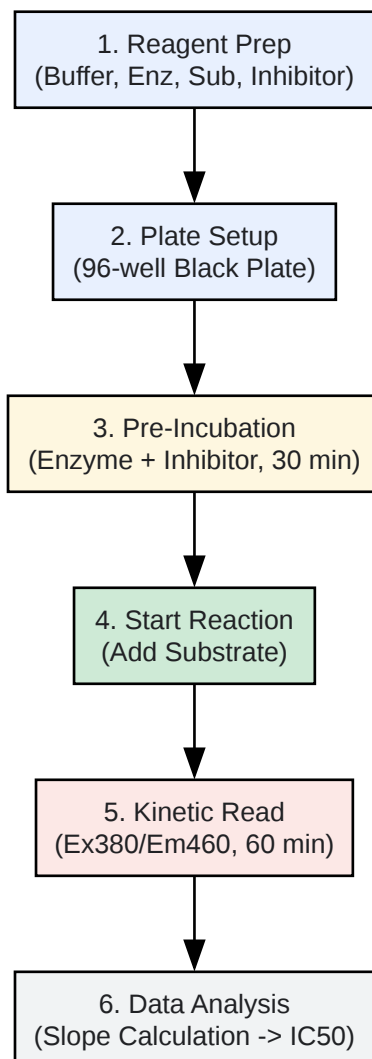 1. Reagent Prep
(Buffer, Enz, Sub, Inhibitor)
2. Plate Setup
(96-well Black Plate)
3. Pre-Incubation
(Enzyme + Inhibitor, 30 min)
4. Start Reaction
(Add Substrate)
5. Kinetic Read
(Ex380/Em460, 60 min)
6. Data Analysis
(Slope Calculation -> IC50)